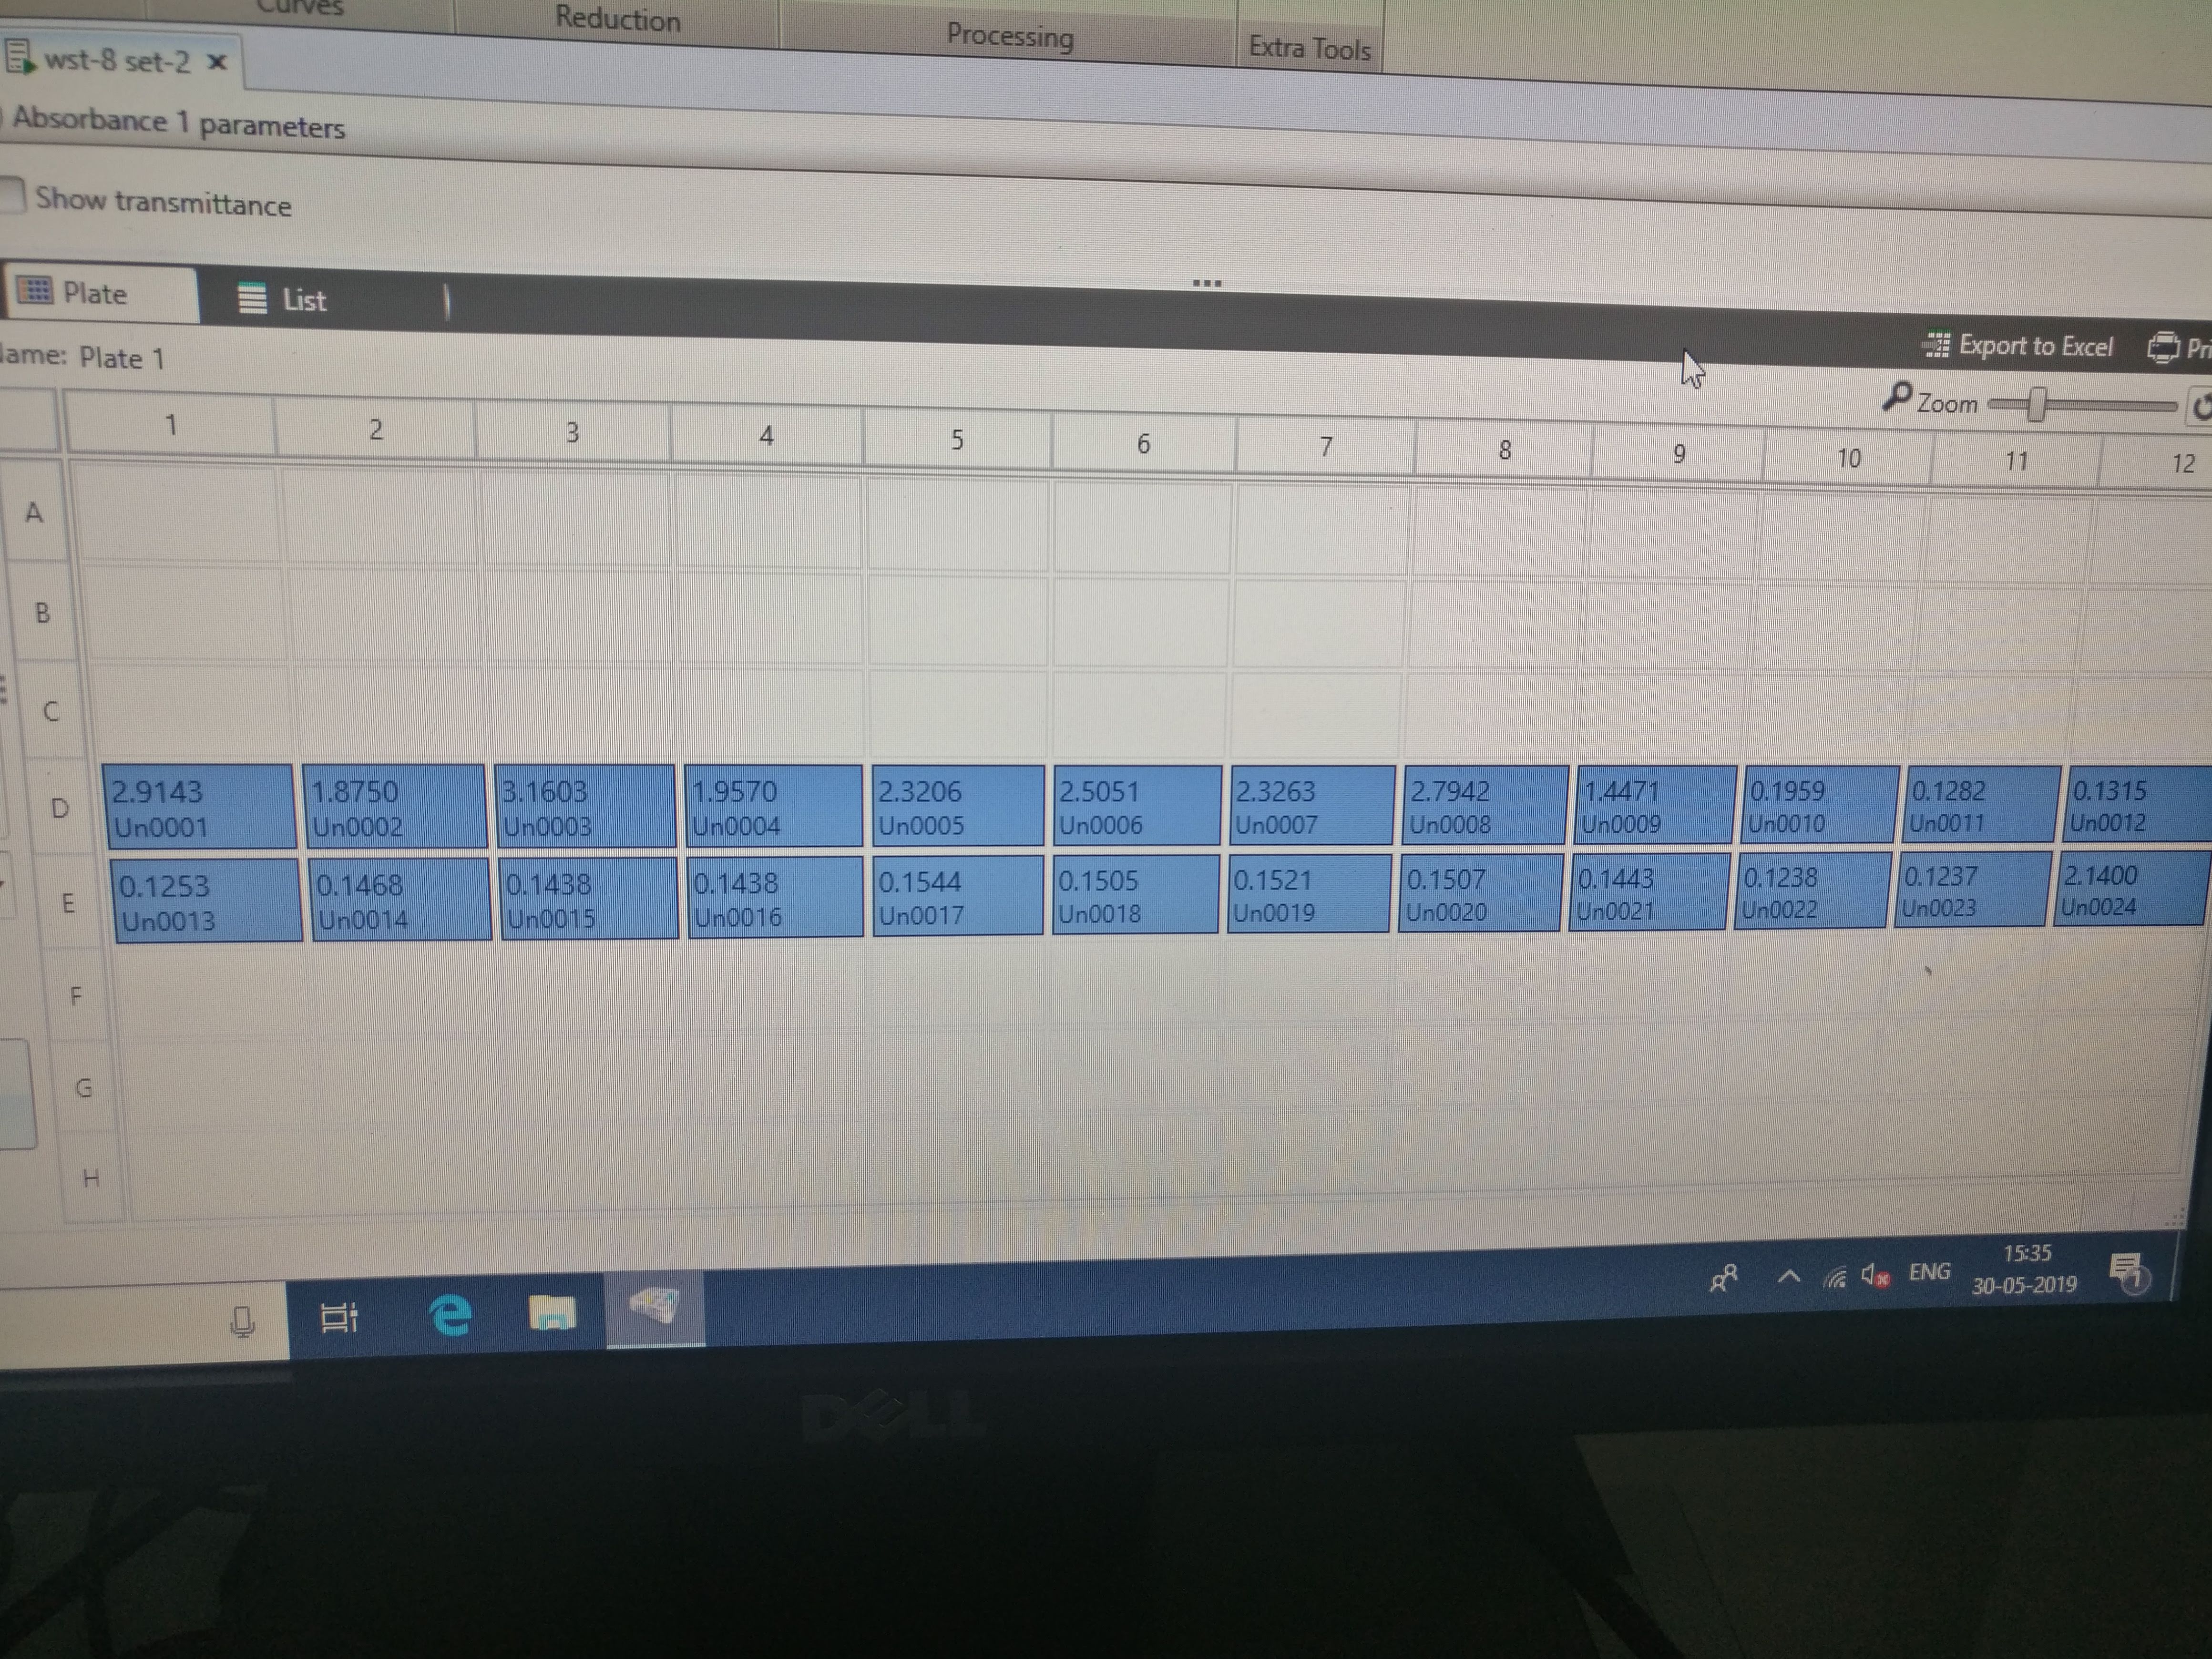 Curves
Reduction
Processing
Extra Tools
wst-8 set-2 x
Absorbance 1 parameters
Show transmittance
Plate
List
Export to Excel
Pri
ame: Plate 1
Zoom
1 2 3 4 5 6 7 8 9 10 11 12
A
B
C
D
2.9143 1.8750 3.1603 1.9570 2.3206 2.5051 2.3263 2.7942 1.4471 0.1959 0.1282 0.1315
Un0001 Un0002 Un0003 Un0004 Un0005 Un0006 Un0007 Un0008 Un0009 Un0010 Un0011 Un0012
E
0.1253 0.1468 0.1438 0.1438 0.1544 0.1505 0.1521 0.1507 0.1443 0.1238 0.1237 2.1400
Un0013 Un0014 Un0015 Un0016 Un0017 Un0018 Un0019 Un0020 Un0021 Un0022 Un0023 Un0024
F
G
H
ENG
15:35
30-05-2019
1
DELL